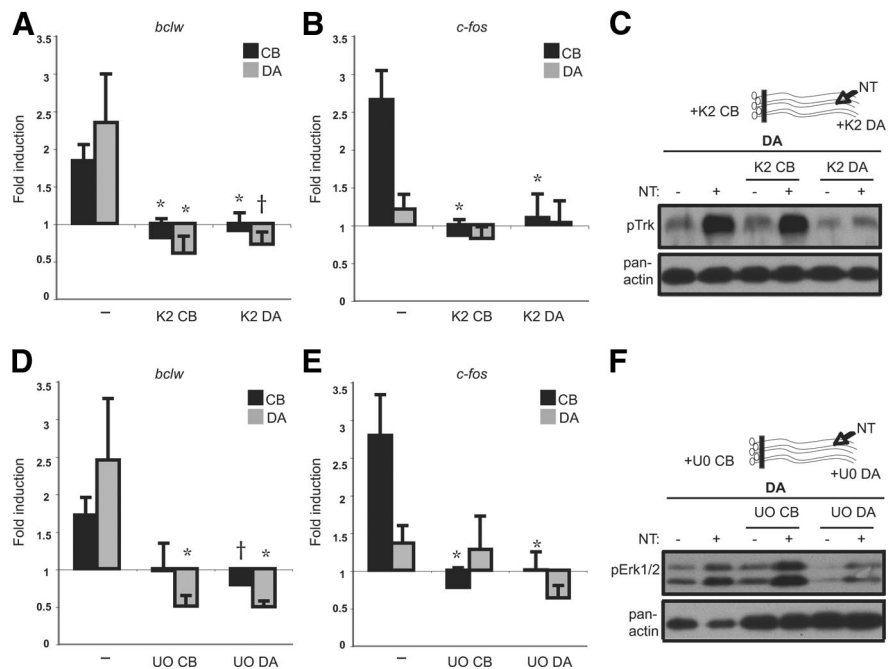 A
bclw
CB
DA
Fold induction
3.5
3
2.5
2
1.5
1
0.5
0
* * * †
– K2 CB K2 DA
B
c-fos
CB
DA
Fold induction
3.5
3
2.5
2
1.5
1
0.5
0
* *
– K2 CB K2 DA
C
NT
+K2 CB
+K2 DA
DA
K2 CB K2 DA
NT: - + - + - +
pTrk
pan-
actin
D
bclw
CB
DA
Fold induction
3.5
3
2.5
2
1.5
1
0.5
0
* † *
– UO CB UO DA
E
c-fos
CB
DA
Fold induction
3.5
3
2.5
2
1.5
1
0.5
0
* *
– UO CB UO DA
F
NT
+U0 CB
+U0 DA
DA
UO CB UO DA
NT: - + - + - +
pErk1/2
pan-
actin